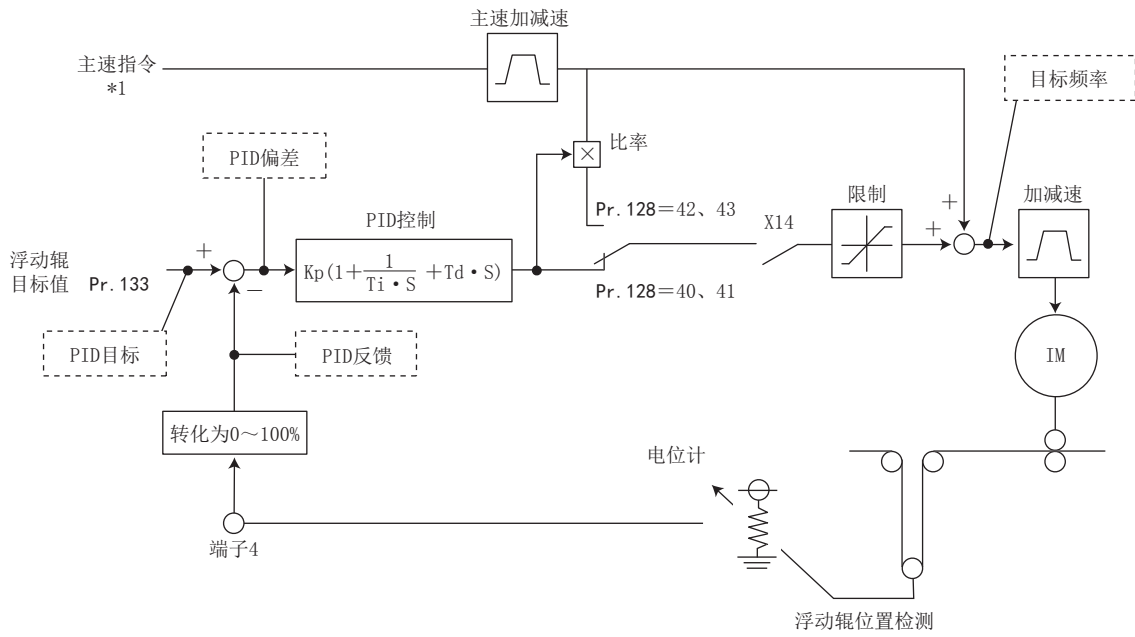 主速加减速
主速指令
*1
目标频率
比率
PID偏差
Pr.128＝42、43
X14
限制
加减速
PID控制
浮动辊
目标值 Pr.133
Kp(1＋1/Ti・S＋Td・S)
Pr.128＝40、41
PID目标
PID反馈
IM
转化为0～100%
电位计
端子4
浮动辊位置检测